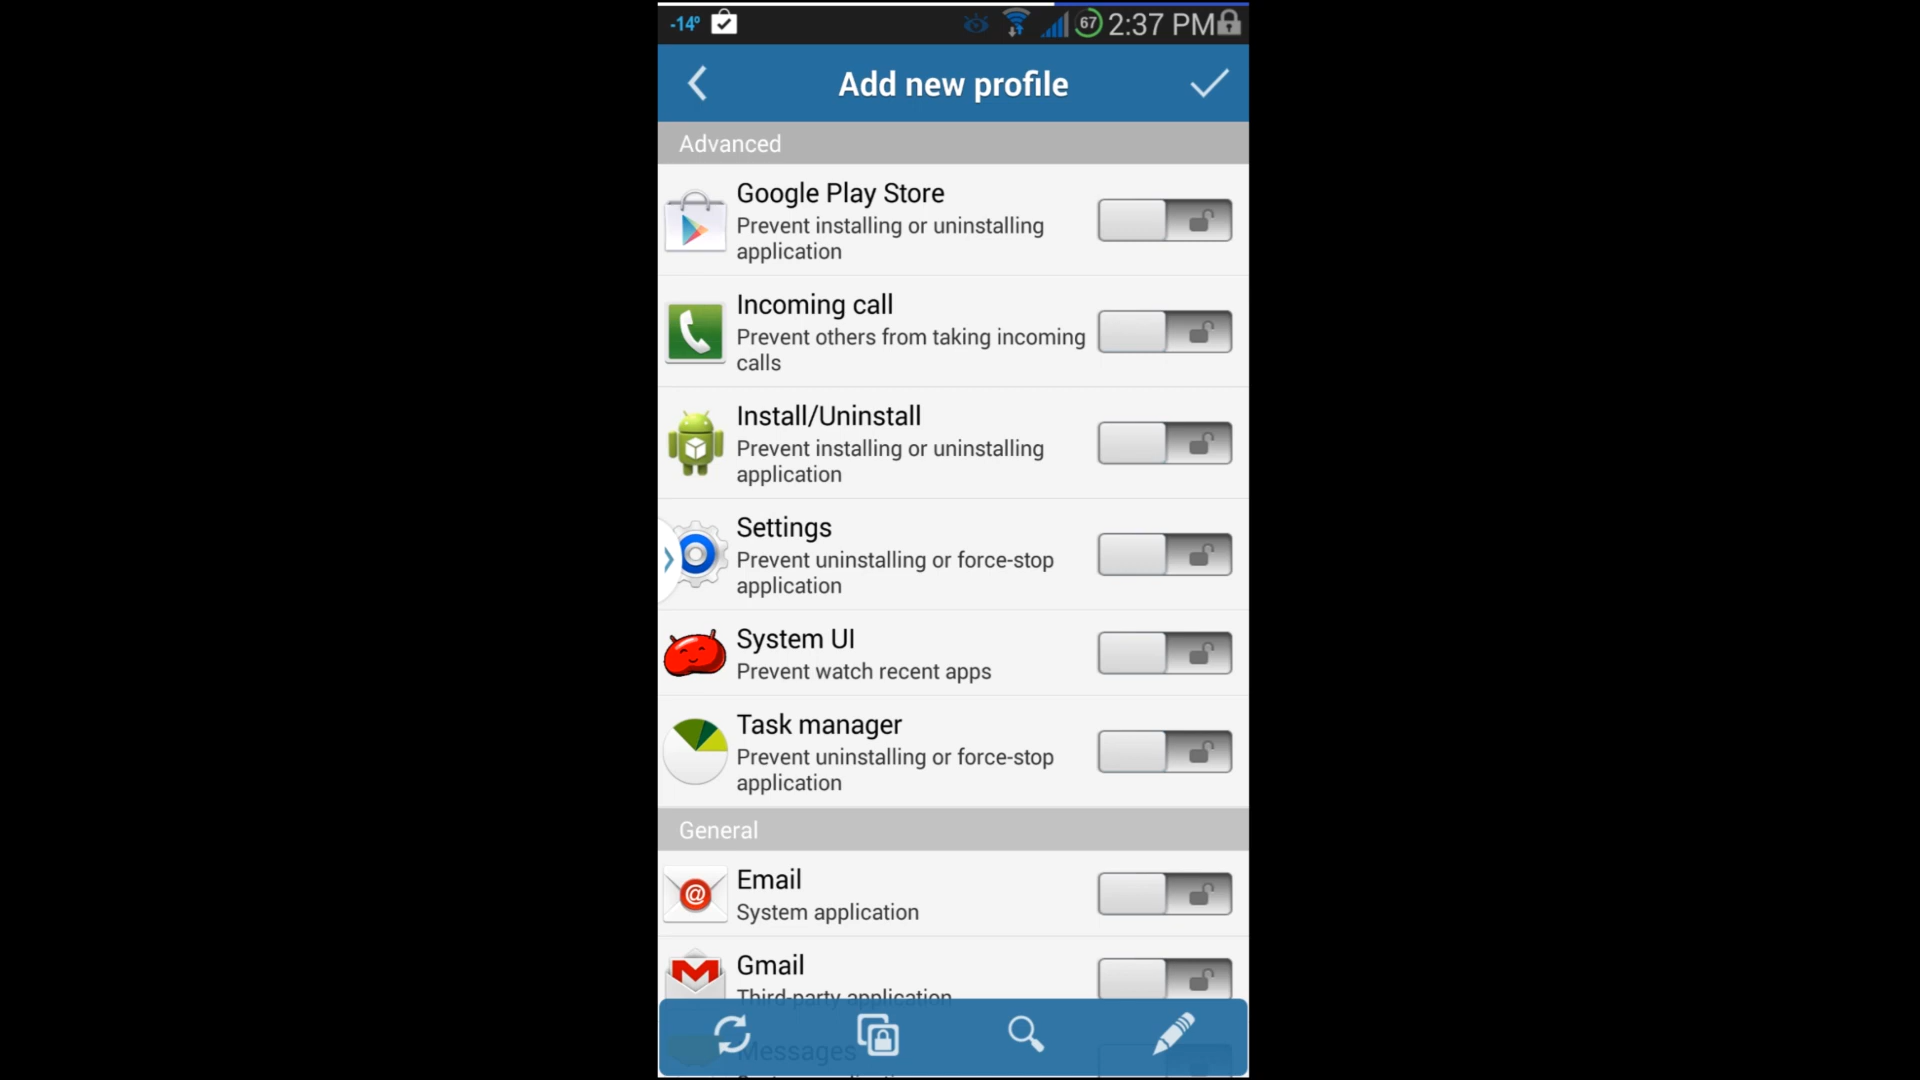 -14°
67
2:37 PM
Add new profile
Advanced
Google Play Store
Prevent installing or uninstalling
application
Incoming call
Prevent others from taking incoming
calls
Install/Uninstall
Prevent installing or uninstalling
application
Settings
Prevent uninstalling or force-stop
application
System UI
Prevent watch recent apps
Task manager
Prevent uninstalling or force-stop
application
General
Email
System application
Gmail
Third-party application
Messages